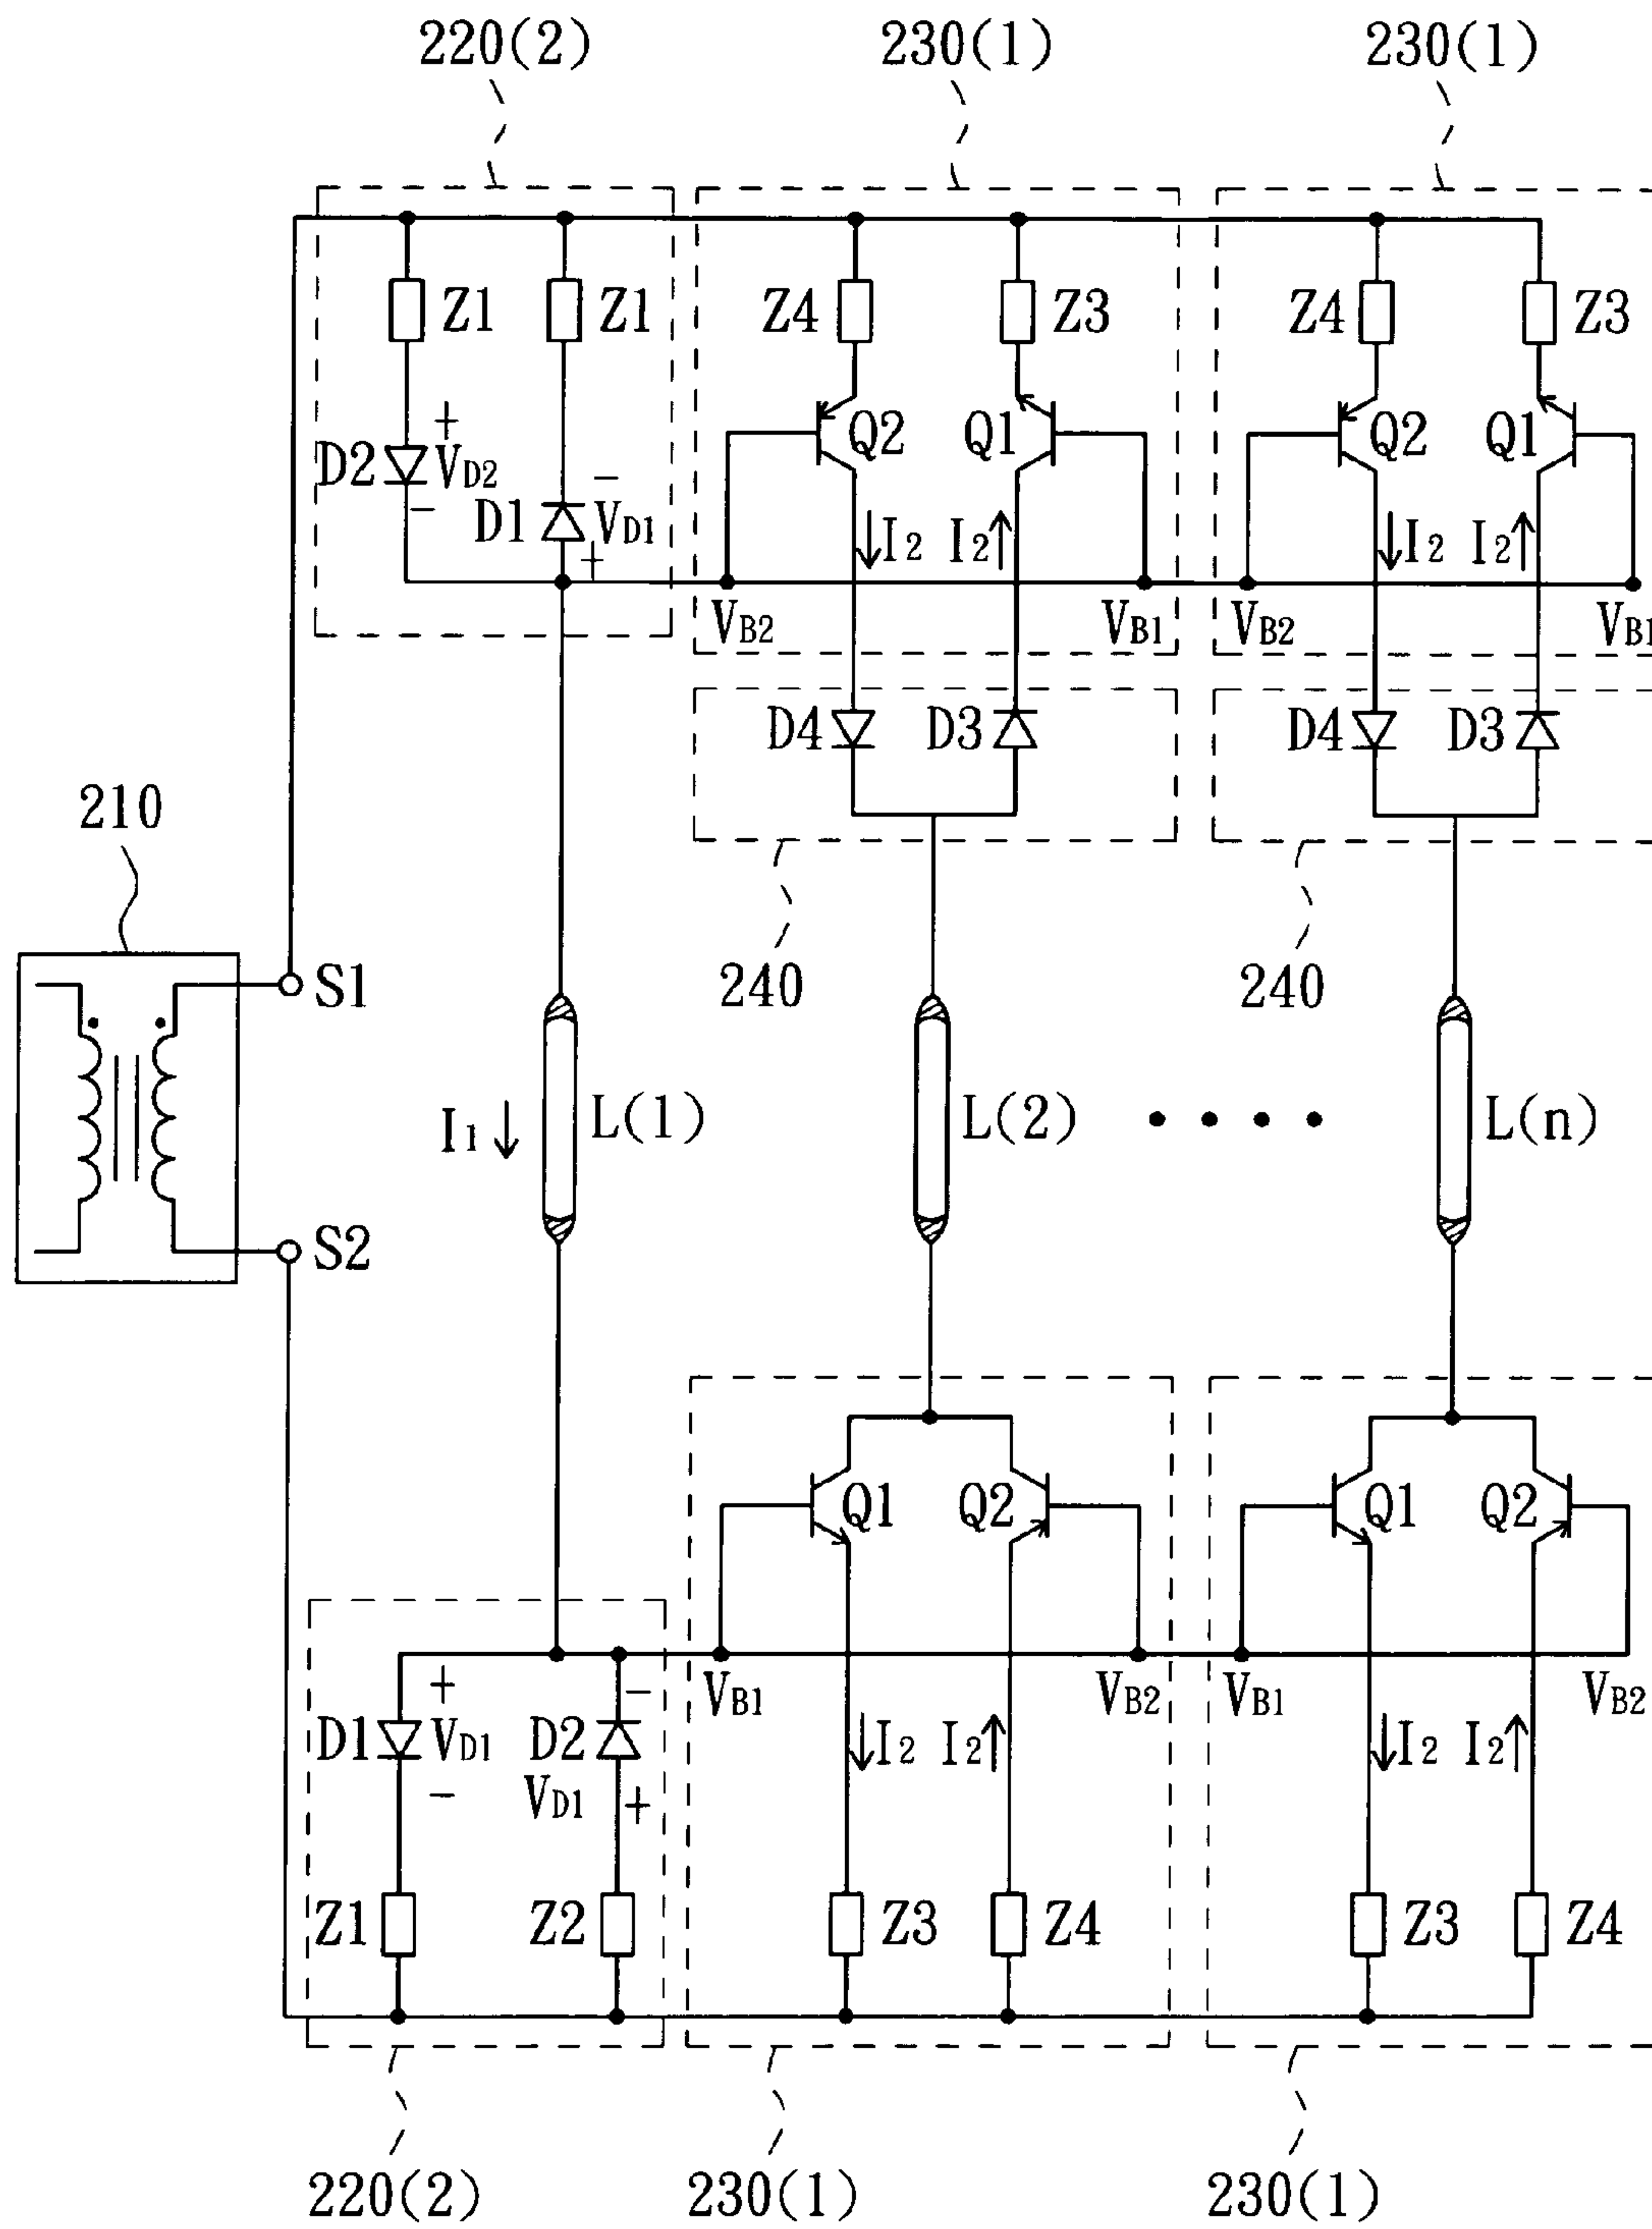 220(2) 230(1) 230(1)
Z1 Z1 Z4 Z3 Z4 Z3
+
D2 VD2 Q2 Q1 Q2 Q1
-
- D1 VD1 I2 I2 I2 I2
+
VB2 VB1 VB2 VB1
D4 D3 D4 D3
210
240 240
S1
I1 L(1) L(2) • • • • L(n)
S2
Q1 Q2 Q1 Q2
+ - VB1 VB2 VB1 VB2
D1 VD1 D2 I2 I2 I2 I2
- VD1 +
Z1 Z2 Z3 Z4 Z3 Z4
220(2) 230(1) 230(1)